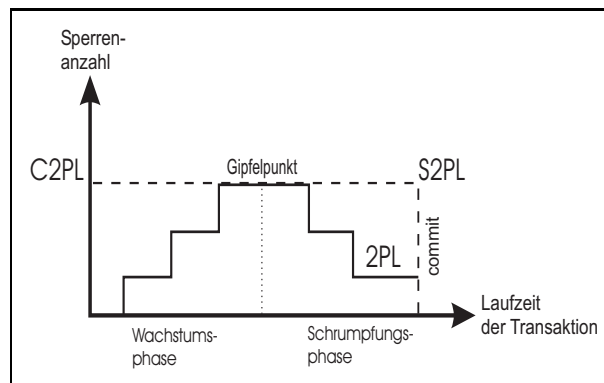 Sperren-
anzahl
C2PL
Gipfelpunkt
S2PL
2PL
commit
Wachstums-
phase
Schrumpfungs-
phase
Laufzeit
der Transaktion